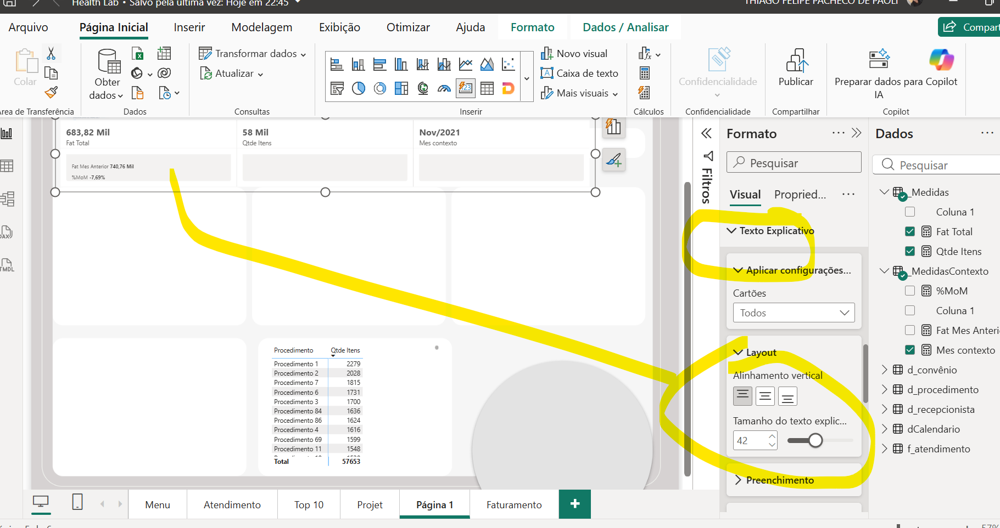 Health Lab • Salvo pela última vez: Hoje em 22:45
THIAGO FELIPE PACHECO DE PAOLI
Arquivo
Página Inicial
Inserir
Modelagem
Exibição
Otimizar
Ajuda
Formato
Dados / Analisar
Compart
Colar
Obter
dados
Transformar dados
Atualizar
Novo visual
Caixa de texto
Mais visuais
Confidencialidade
Publicar
Preparar dados para Copilot
IA
rea de Transferência
Dados
Consultas
Inserir
Cálculos
Confidencialidade
Compartilhar
Copilot
683,82 Mil
Fat Total
58 Mil
Qtde Itens
Nov/2021
Mes contexto
Fat Mes Anterior 740,76 Mil
%MoM -7,69%
Procedimento Qtde Itens
Procedimento 1 2279
Procedimento 2 2028
Procedimento 7 1815
Procedimento 6 1731
Procedimento 3 1700
Procedimento 84 1636
Procedimento 86 1624
Procedimento 4 1616
Procedimento 69 1599
Procedimento 11 1548
Total 57653
Filtros
Formato
Pesquisar
Visual
Propried...
Texto Explicativo
Aplicar configurações...
Cartões
Todos
Layout
Alinhamento vertical
Tamanho do texto explic...
42
Preenchimento
Dados
Pesquisar
_Medidas
Coluna 1
Fat Total
Qtde Itens
_MedidasContexto
%MoM
Coluna 1
Fat Mes Anteri
Mes contexto
d_convênio
d_procedimento
d_recepcionista
dCalendario
f_atendimento
DAX
TMDL
Menu
Atendimento
Top 10
Projet
Página 1
Faturamento
57%